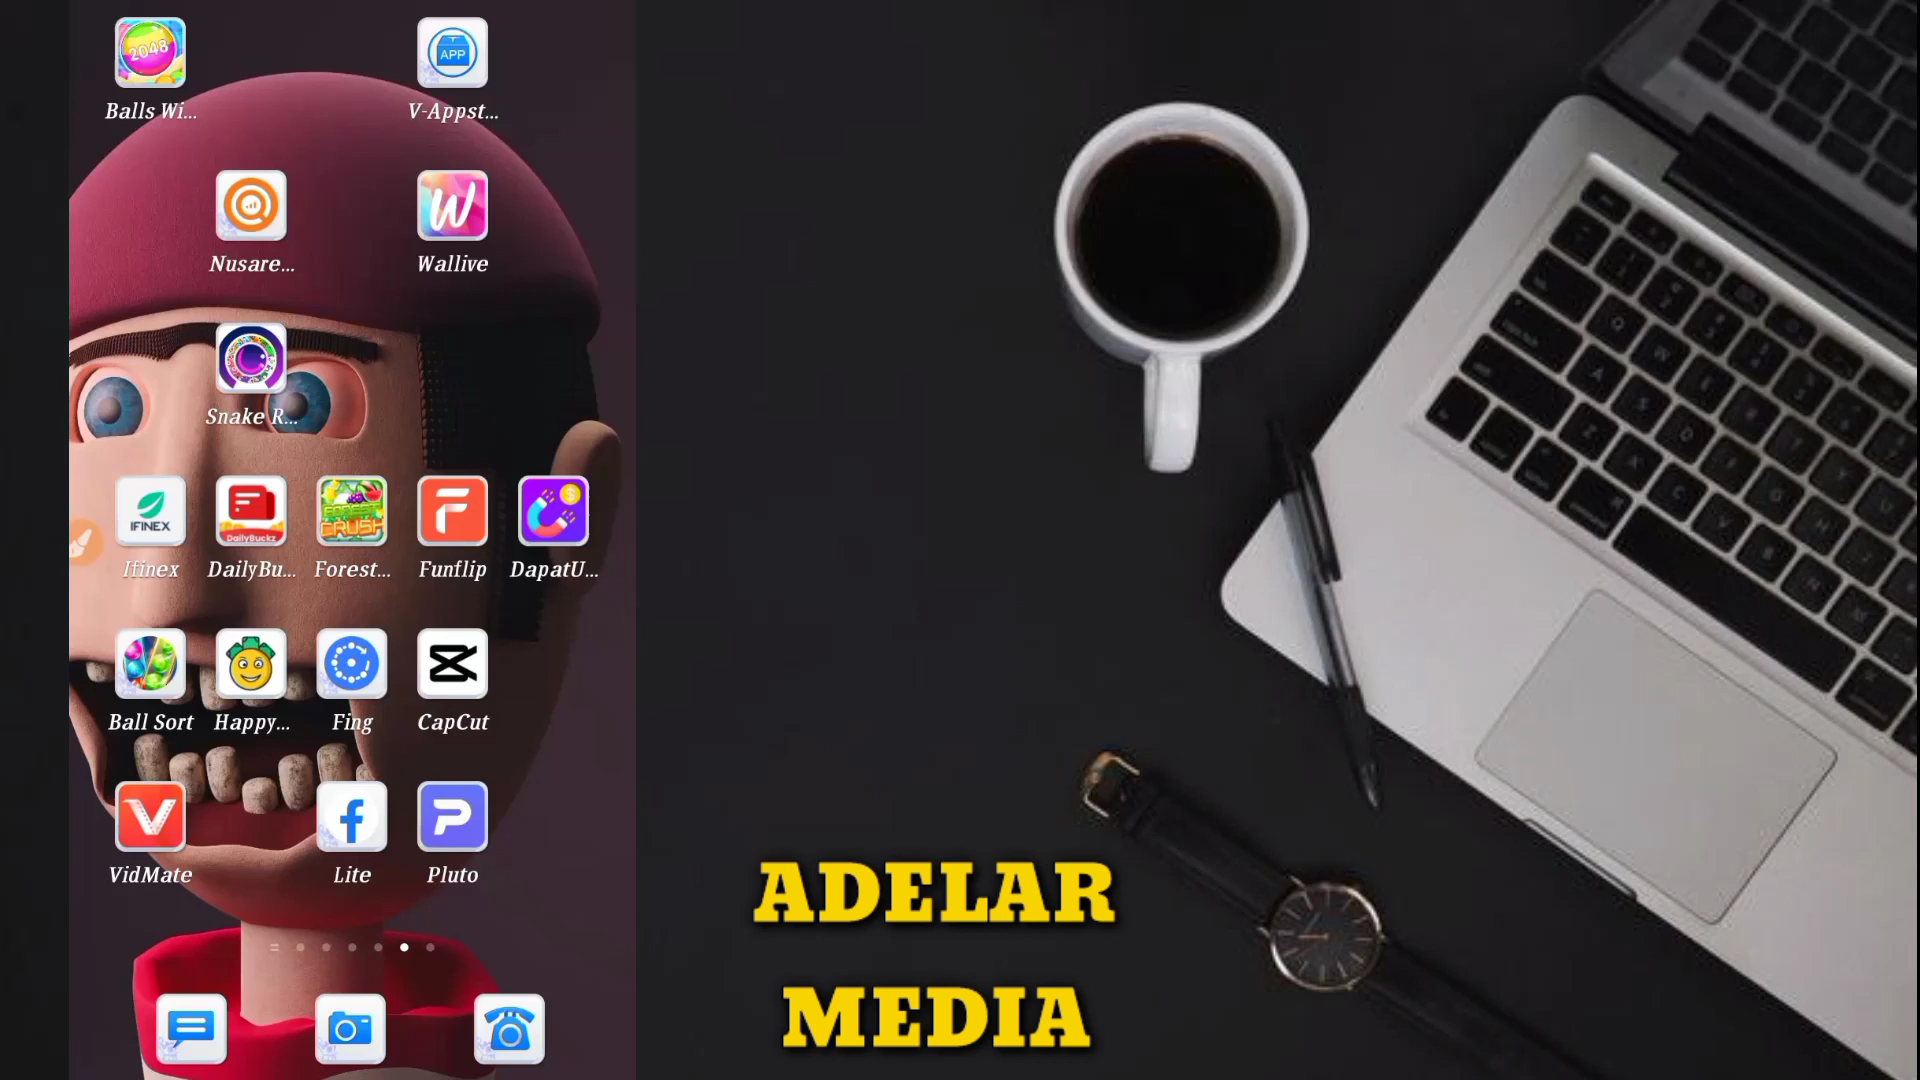 2048
APP
Balls Wi...
V-Appst...
W
Nusare...
Wallive
Snake R...
IFINEX
DailyBuckz
FOREST
CRUSH
F
$
Ifinex
DailyBu...
Forest...
Funflip
DapatU...
Ball Sort
Happy...
Fing
CapCut
V
f
P
VidMate
Lite
Pluto
ADELAR
MEDIA